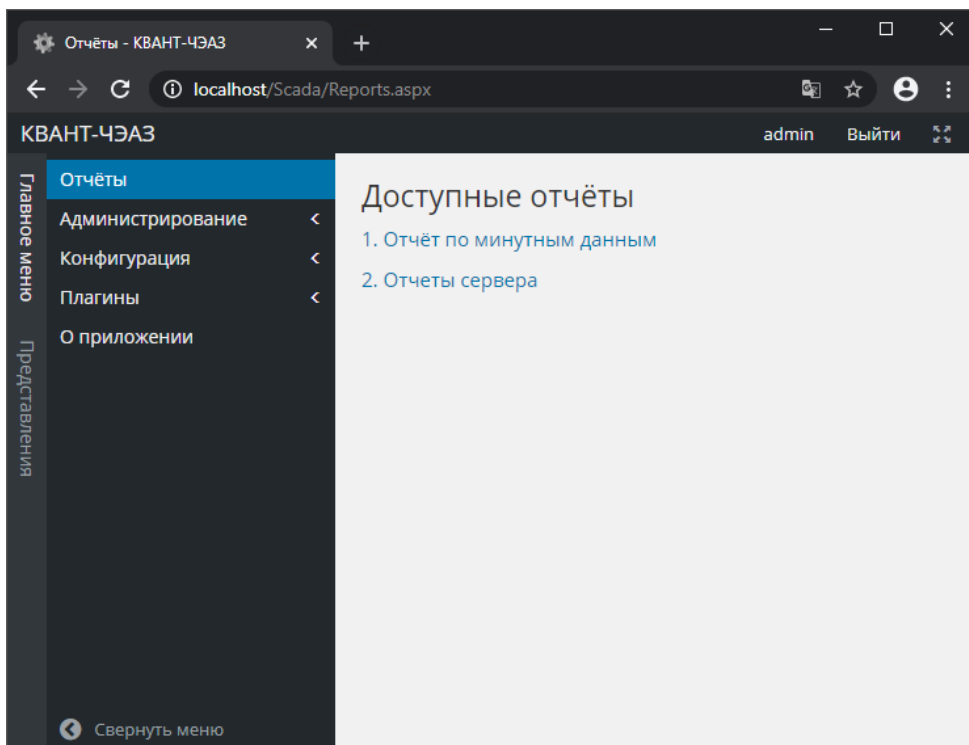 Отчёты - КВАНТ-ЧЭАЗ
localhost/Scada/Reports.aspx
КВАНТ-ЧЭАЗ
admin Выйти
Главное меню
Представления
Отчёты
Администрирование
Конфигурация
Плагины
О приложении
Свернуть меню
Доступные отчёты
1. Отчёт по минутным данным
2. Отчеты сервера